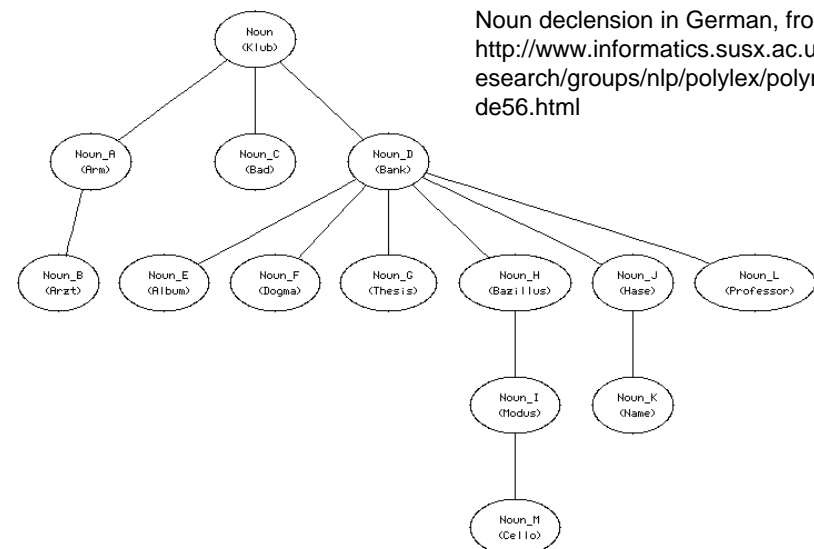 Noun declension in German, fro
http://www.informatics.susx.ac.u
esearch/groups/nlp/polylex/poly
de56.html
Noun
(Klub)
Noun_A
(Arm)
Noun_C
(Bad)
Noun_D
(Bank)
Noun_B
(Arzt)
Noun_E
(Album)
Noun_F
(Dogma)
Noun_G
(Thesis)
Noun_H
(Bazillus)
Noun_J
(Hase)
Noun_L
(Professor)
Noun_I
(Modus)
Noun_K
(Name)
Noun_M
(Cello)